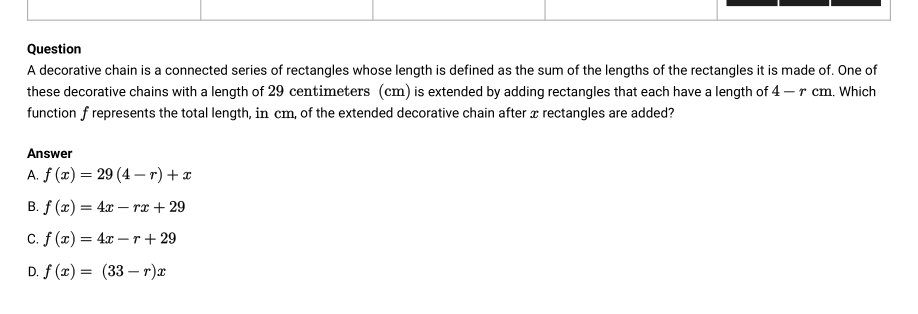 Question
A decorative chain is a connected series of rectangles whose length is defined as the sum of the lengths of the rectangles it is made of. One of
these decorative chains with a length of 29 centimeters (cm) is extended by adding rectangles that each have a length of 4 − r cm. Which
function f represents the total length, in cm, of the extended decorative chain after x rectangles are added?
Answer
A. f (x) = 29 (4 − r) + x
B. f (x) = 4x − rx + 29
C. f (x) = 4x − r + 29
D. f (x) = (33 − r)x